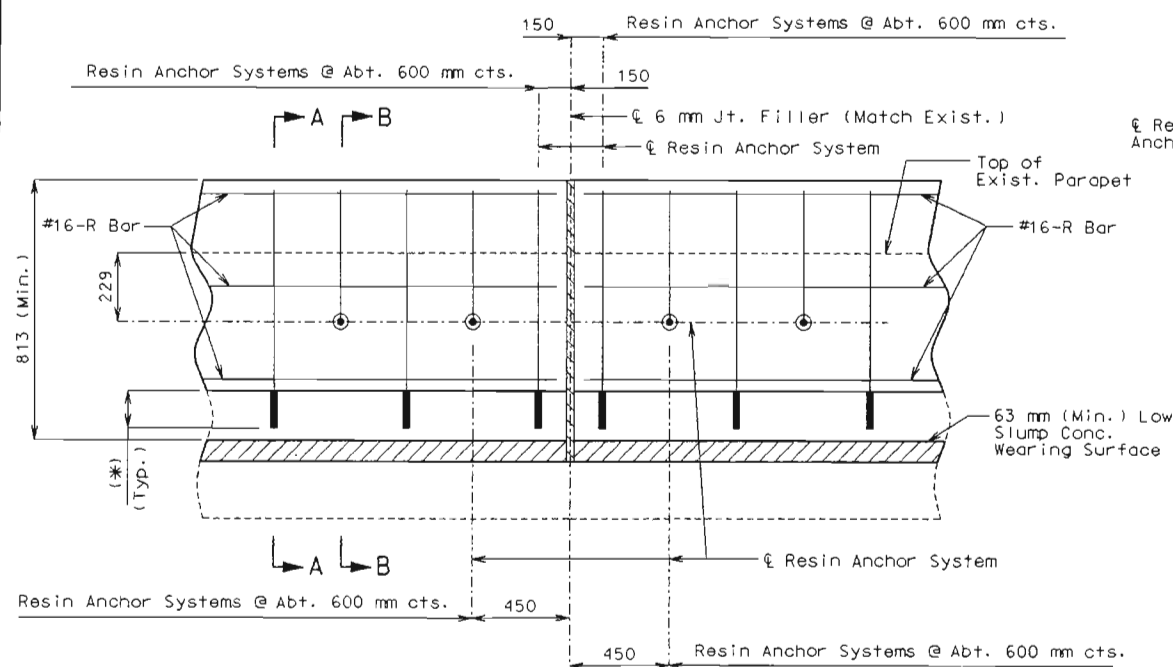 150 Resin Anchor Systems @ Abt. 600 mm cts.
Resin Anchor Systems @ Abt. 600 mm cts. 150
A B
℄ 6 mm Jt. Filler (Match Exist.)
℄ Re
Anch
℄ Resin Anchor System
Top of
Exist. Parapet
#16-R Bar
#16-R Bar
229
813 (Min.)
63 mm (Min.) Low
Slump Conc.
Wearing Surface
(*)
(Typ.)
A B
℄ Resin Anchor System
Resin Anchor Systems @ Abt. 600 mm cts. 450
450 Resin Anchor Systems @ Abt. 600 mm cts.